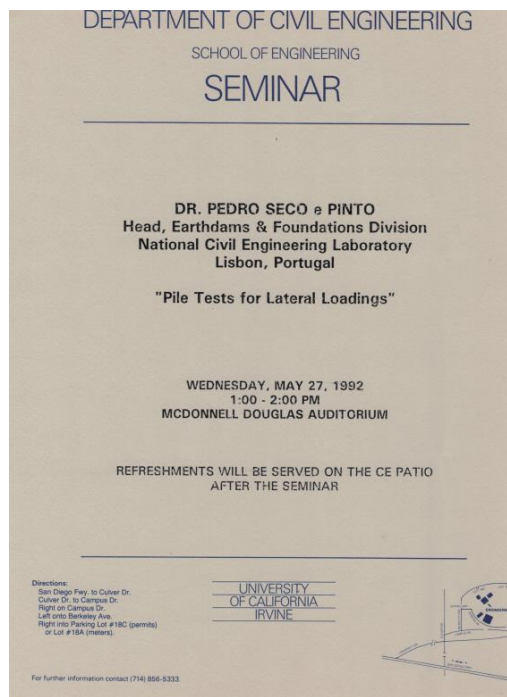 DEPARTMENT OF CIVIL ENGINEERING
SCHOOL OF ENGINEERING
SEMINAR
DR. PEDRO SECO e PINTO
Head, Earthdams & Foundations Division
National Civil Engineering Laboratory
Lisbon, Portugal
"Pile Tests for Lateral Loadings"
WEDNESDAY, MAY 27, 1992
1:00 - 2:00 PM
MCDONNELL DOUGLAS AUDITORIUM
REFRESHMENTS WILL BE SERVED ON THE CE PATIO
AFTER THE SEMINAR
Directions:
San Diego Fwy. to Culver Dr.
Culver Dr. to Campus Dr.
Right on Campus Dr.
Left onto Berkeley Ave.
Right into Parking Lot #18C (permits)
or Lot #18A (meters).
For further information contact (714) 856-5333.
UNIVERSITY
OF CALIFORNIA
IRVINE